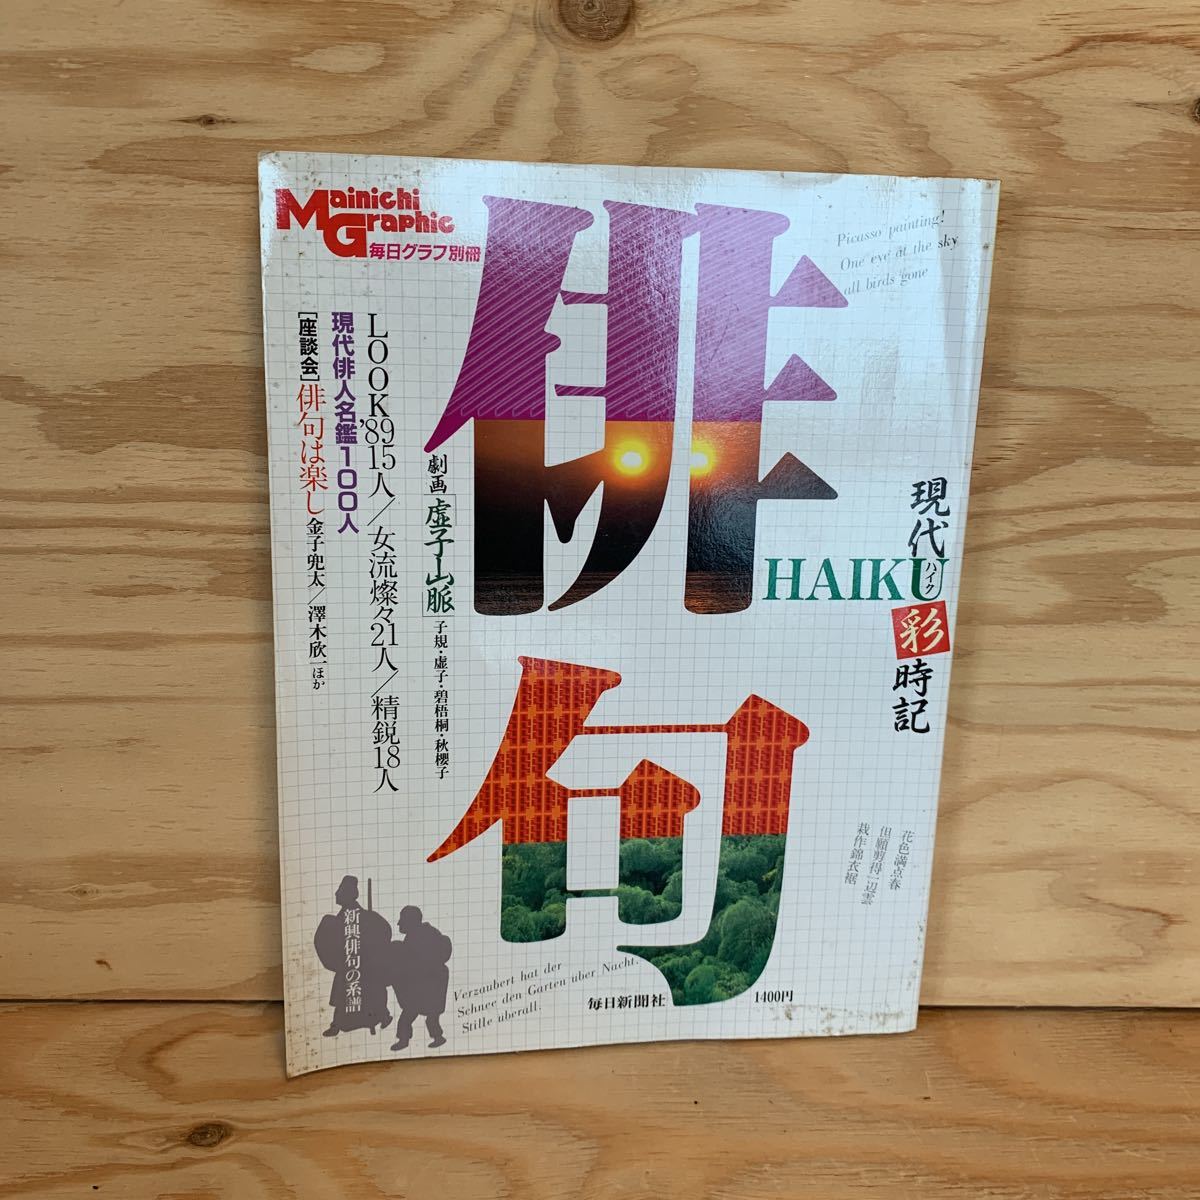 Mainichi
Graphic
毎日グラフ別冊
俳句
Picasso painting!
One eye at the sky
all birds gone
現代
HAIKU
ハイク
彩
時記
劇画「虚子山脈」子規・虚子・碧梧桐・秋櫻子
LOOK'89 15人／女流燦々21人／精鋭18人
現代俳人名鑑100人
[座談会]俳句は楽し 金子兜太／澤木欣一ほか
花色満点春
但願剪得一辺雲
栽作錦衣裾
新興俳句の系譜
Verzaubert hat der
Schnee den Garten über Nacht.
Stille überall.
毎日新聞社
1400円